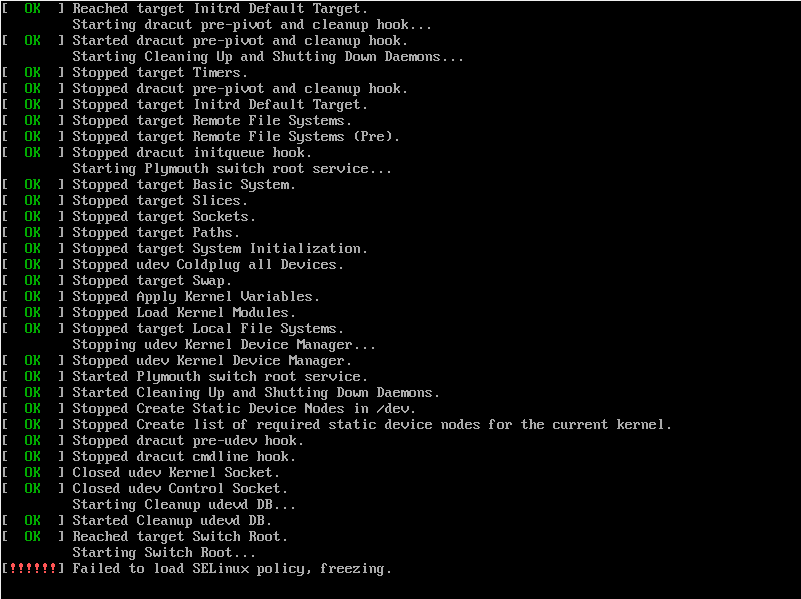 [  OK  ] Reached target Initrd Default Target.
         Starting dracut pre-pivot and cleanup hook...
[  OK  ] Started dracut pre-pivot and cleanup hook.
         Starting Cleaning Up and Shutting Down Daemons...
[  OK  ] Stopped target Timers.
[  OK  ] Stopped dracut pre-pivot and cleanup hook.
[  OK  ] Stopped target Initrd Default Target.
[  OK  ] Stopped target Remote File Systems.
[  OK  ] Stopped target Remote File Systems (Pre).
[  OK  ] Stopped dracut initqueue hook.
         Starting Plymouth switch root service...
[  OK  ] Stopped target Basic System.
[  OK  ] Stopped target Slices.
[  OK  ] Stopped target Sockets.
[  OK  ] Stopped target Paths.
[  OK  ] Stopped target System Initialization.
[  OK  ] Stopped udev Coldplug all Devices.
[  OK  ] Stopped target Swap.
[  OK  ] Stopped Apply Kernel Variables.
[  OK  ] Stopped Load Kernel Modules.
[  OK  ] Stopped target Local File Systems.
         Stopping udev Kernel Device Manager...
[  OK  ] Stopped udev Kernel Device Manager.
[  OK  ] Started Plymouth switch root service.
[  OK  ] Started Cleaning Up and Shutting Down Daemons.
[  OK  ] Stopped Create Static Device Nodes in /dev.
[  OK  ] Stopped Create list of required static device nodes for the current kernel.
[  OK  ] Stopped dracut pre-udev hook.
[  OK  ] Stopped dracut cmdline hook.
[  OK  ] Closed udev Kernel Socket.
[  OK  ] Closed udev Control Socket.
         Starting Cleanup udevd DB...
[  OK  ] Started Cleanup udevd DB.
[  OK  ] Reached target Switch Root.
         Starting Switch Root...
[!!!!!!] Failed to load SELinux policy, freezing.